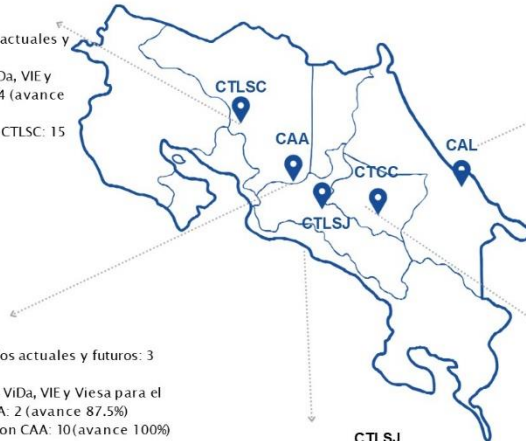 actuales y
Da, VIE y
4 (avance
CTLSC: 15
CTLSC
CAA
CAL
CTCC
CTLSJ
os actuales y futuros: 3
ViDa, VIE y Viesa para el
A: 2 (avance 87.5%)
on CAA: 10(avance 100%)
CTLSJ